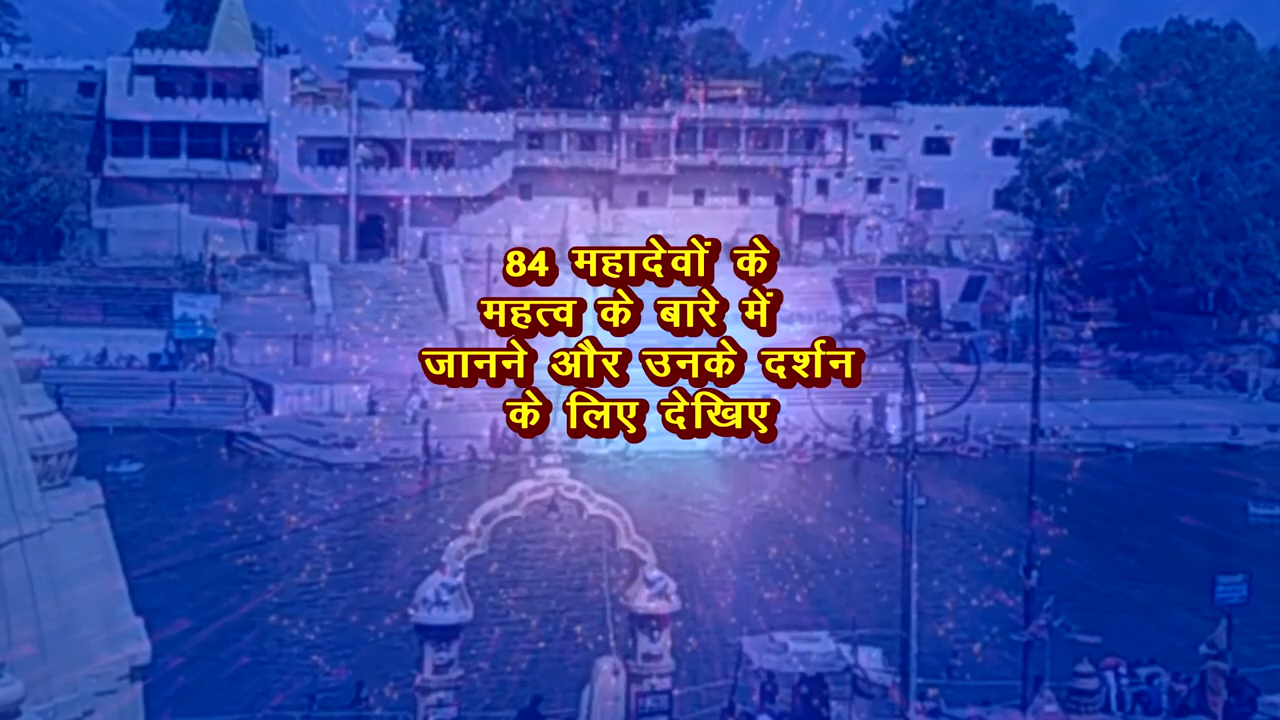 84 महादेवों के
महत्व के बारे में
जानने और उनके दर्शन
के लिए देखिए